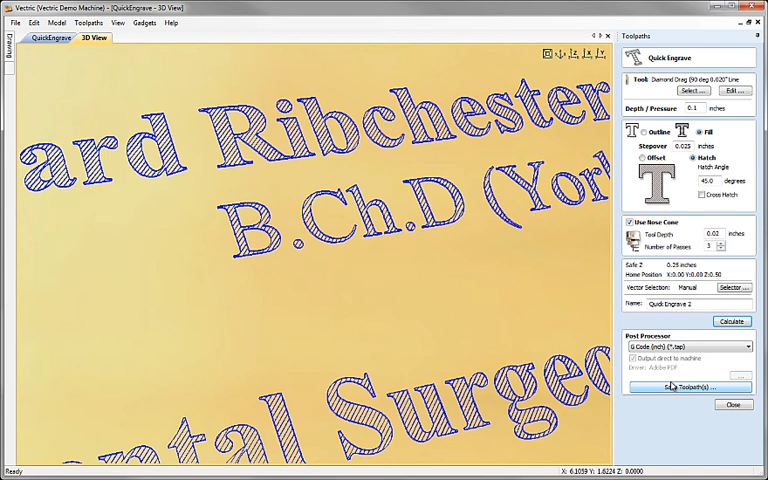 Vectric {Vectric Demo Machine} - [QuickEngrave - 3D View]
File Edit Model Toolpaths View Gadgets Help
QuickEngrave 3D View
Drawing
ard Ribchester
B.Ch.D (York
ental Surgeo
Toolpaths
Quick Engrave
Tool: Diamond Drag (90 deg 0.020" Line
Select ... Edit ...
Depth / Pressure 0.1 inches
Outline Fill
Stepover 0.025 inches
Offset Hatch
Hatch Angle
45.0 degrees
Cross Hatch
Use Nose Cone
Tool Depth 0.02 inches
Number of Passes 3
Safe Z 0.25 inches
Home Position X:0.00 Y:0.00 Z:0.50
Vector Selection: Manual Selector ...
Name: Quick Engrave 2
Calculate
Post Processor
G Code (inch) (*.tap)
Output direct to machine
Driver: Adobe PDF
...
Toolpath(s) ...
Close
Ready
X: 6.1059 Y: 1.6224 Z: 0.0000